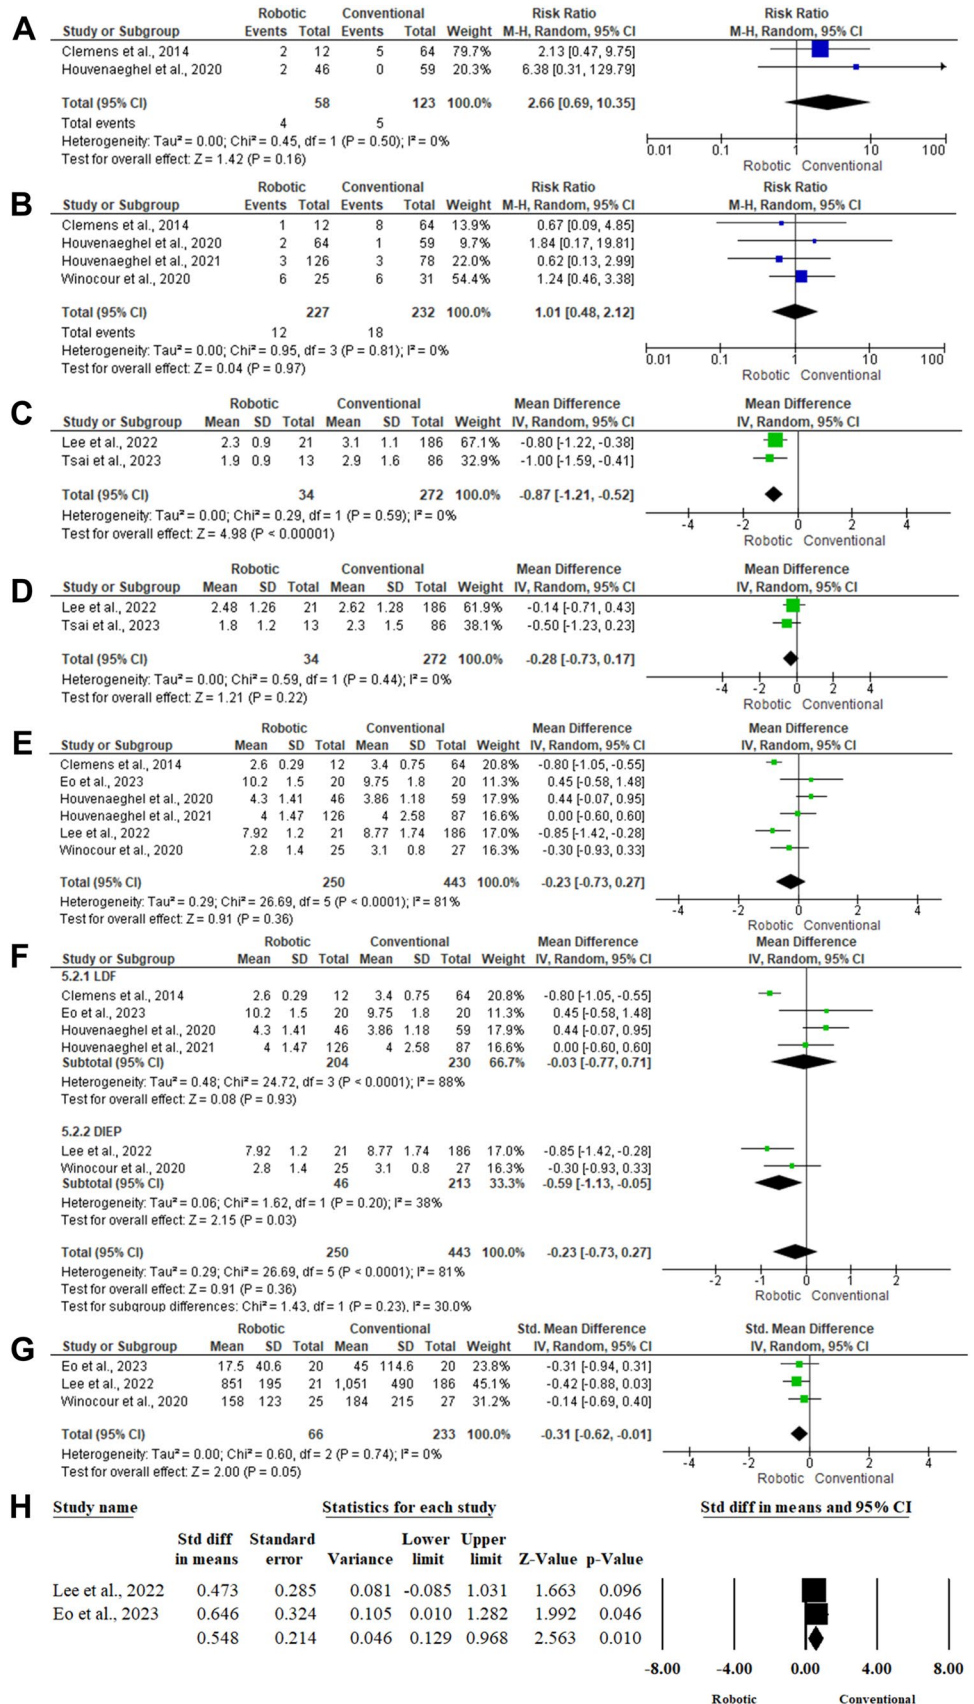 A
Robotic Conventional Risk Ratio Risk Ratio
Study or Subgroup Events Total Events Total Weight M-H, Random, 95% CI M-H, Random, 95% CI
Clemens et al., 2014 2 12 5 64 79.7% 2.13 [0.47, 9.75]
Houvenaeghel et al., 2020 2 46 0 59 20.3% 6.38 [0.31, 129.79]
Total (95% CI) 58 123 100.0% 2.66 [0.69, 10.35]
Total events 4 5
Heterogeneity: Tau² = 0.00; Chi² = 0.45, df = 1 (P = 0.50); I² = 0%
Test for overall effect: Z = 1.42 (P = 0.16)
0.01 0.1 1 10 100
Robotic Conventional
B
Robotic Conventional Risk Ratio Risk Ratio
Study or Subgroup Events Total Events Total Weight M-H, Random, 95% CI M-H, Random, 95% CI
Clemens et al., 2014 1 12 8 64 13.9% 0.67 [0.09, 4.85]
Houvenaeghel et al., 2020 2 64 1 59 9.7% 1.84 [0.17, 19.81]
Houvenaeghel et al., 2021 3 126 3 78 22.0% 0.62 [0.13, 2.99]
Winocour et al., 2020 6 25 6 31 54.4% 1.24 [0.46, 3.38]
Total (95% CI) 227 232 100.0% 1.01 [0.48, 2.12]
Total events 12 18
Heterogeneity: Tau² = 0.00; Chi² = 0.95, df = 3 (P = 0.81); I² = 0%
Test for overall effect: Z = 0.04 (P = 0.97)
0.01 0.1 1 10 100
Robotic Conventional
C
Robotic Conventional Mean Difference Mean Difference
Study or Subgroup Mean SD Total Mean SD Total Weight IV, Random, 95% CI IV, Random, 95% CI
Lee et al., 2022 2.3 0.9 21 3.1 1.1 186 67.1% -0.80 [-1.22, -0.38]
Tsai et al., 2023 1.9 0.9 13 2.9 1.6 86 32.9% -1.00 [-1.59, -0.41]
Total (95% CI) 34 272 100.0% -0.87 [-1.21, -0.52]
Heterogeneity: Tau² = 0.00; Chi² = 0.29, df = 1 (P = 0.59); I² = 0%
Test for overall effect: Z = 4.98 (P < 0.00001)
-4 -2 0 2 4
Robotic Conventional
D
Robotic Conventional Mean Difference Mean Difference
Study or Subgroup Mean SD Total Mean SD Total Weight IV, Random, 95% CI IV, Random, 95% CI
Lee et al., 2022 2.48 1.26 21 2.62 1.28 186 61.9% -0.14 [-0.71, 0.43]
Tsai et al., 2023 1.8 1.2 13 2.3 1.5 86 38.1% -0.50 [-1.23, 0.23]
Total (95% CI) 34 272 100.0% -0.28 [-0.73, 0.17]
Heterogeneity: Tau² = 0.00; Chi² = 0.59, df = 1 (P = 0.44); I² = 0%
Test for overall effect: Z = 1.21 (P = 0.22)
-4 -2 0 2 4
Robotic Conventional
E
Robotic Conventional Mean Difference Mean Difference
Study or Subgroup Mean SD Total Mean SD Total Weight IV, Random, 95% CI IV, Random, 95% CI
Clemens et al., 2014 2.6 0.29 12 3.4 0.75 64 20.8% -0.80 [-1.05, -0.55]
Eo et al., 2023 10.2 1.5 20 9.75 1.8 20 11.3% 0.45 [-0.58, 1.48]
Houvenaeghel et al., 2020 4.3 1.41 46 3.86 1.18 59 17.9% 0.44 [-0.07, 0.95]
Houvenaeghel et al., 2021 4 1.47 126 4 2.58 87 16.6% 0.00 [-0.60, 0.60]
Lee et al., 2022 7.92 1.2 21 8.77 1.74 186 17.0% -0.85 [-1.42, -0.28]
Winocour et al., 2020 2.8 1.4 25 3.1 0.8 27 16.3% -0.30 [-0.93, 0.33]
Total (95% CI) 250 443 100.0% -0.23 [-0.73, 0.27]
Heterogeneity: Tau² = 0.29; Chi² = 26.69, df = 5 (P < 0.0001); I² = 81%
Test for overall effect: Z = 0.91 (P = 0.36)
-4 -2 0 2 4
Robotic Conventional
F
Robotic Conventional Mean Difference Mean Difference
Study or Subgroup Mean SD Total Mean SD Total Weight IV, Random, 95% CI IV, Random, 95% CI
5.2.1 LDF
Clemens et al., 2014 2.6 0.29 12 3.4 0.75 64 20.8% -0.80 [-1.05, -0.55]
Eo et al., 2023 10.2 1.5 20 9.75 1.8 20 11.3% 0.45 [-0.58, 1.48]
Houvenaeghel et al., 2020 4.3 1.41 46 3.86 1.18 59 17.9% 0.44 [-0.07, 0.95]
Houvenaeghel et al., 2021 4 1.47 126 4 2.58 87 16.6% 0.00 [-0.60, 0.60]
Subtotal (95% CI) 204 230 66.7% -0.03 [-0.77, 0.71]
Heterogeneity: Tau² = 0.48; Chi² = 24.72, df = 3 (P < 0.0001); I² = 88%
Test for overall effect: Z = 0.08 (P = 0.93)
5.2.2 DIEP
Lee et al., 2022 7.92 1.2 21 8.77 1.74 186 17.0% -0.85 [-1.42, -0.28]
Winocour et al., 2020 2.8 1.4 25 3.1 0.8 27 16.3% -0.30 [-0.93, 0.33]
Subtotal (95% CI) 46 213 33.3% -0.59 [-1.13, -0.05]
Heterogeneity: Tau² = 0.06; Chi² = 1.62, df = 1 (P = 0.20); I² = 38%
Test for overall effect: Z = 2.15 (P = 0.03)
Total (95% CI) 250 443 100.0% -0.23 [-0.73, 0.27]
Heterogeneity: Tau² = 0.29; Chi² = 26.69, df = 5 (P < 0.0001); I² = 81%
Test for overall effect: Z = 0.91 (P = 0.36)
Test for subgroup differences: Chi² = 1.43, df = 1 (P = 0.23), I² = 30.0%
-2 -1 0 1 2
Robotic Conventional
G
Robotic Conventional Std. Mean Difference Std. Mean Difference
Study or Subgroup Mean SD Total Mean SD Total Weight IV, Random, 95% CI IV, Random, 95% CI
Eo et al., 2023 17.5 40.6 20 45 114.6 20 23.8% -0.31 [-0.94, 0.31]
Lee et al., 2022 851 195 21 1,051 490 186 45.1% -0.42 [-0.88, 0.03]
Winocour et al., 2020 158 123 25 184 215 27 31.2% -0.14 [-0.69, 0.40]
Total (95% CI) 66 233 100.0% -0.31 [-0.62, -0.01]
Heterogeneity: Tau² = 0.00; Chi² = 0.60, df = 2 (P = 0.74); I² = 0%
Test for overall effect: Z = 2.00 (P = 0.05)
-4 -2 0 2 4
Robotic Conventional
H
Study name Statistics for each study Std diff in means and 95% CI
Std diff Standard Lower Upper
in means error Variance limit limit Z-Value p-Value
Lee et al., 2022 0.473 0.285 0.081 -0.085 1.031 1.663 0.096
Eo et al., 2023 0.646 0.324 0.105 0.010 1.282 1.992 0.046
0.548 0.214 0.046 0.129 0.968 2.563 0.010
-8.00 -4.00 0.00 4.00 8.00
Robotic Conventional